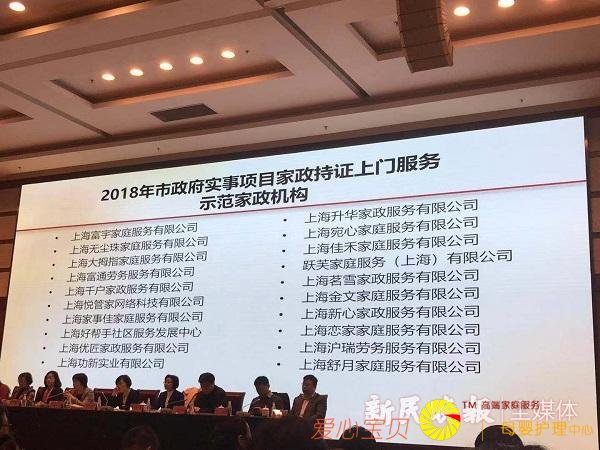 2018年市政府实事项目家政持证上门服务
示范家政机构
• 上海富宇家庭服务有限公司
• 上海无尘珠家庭服务有限公司
• 上海大拇指家庭服务有限公司
• 上海富通劳务服务有限公司
• 上海千户家政服务有限公司
• 上海悦管家网络科技有限公司
• 上海家事佳家庭服务有限公司
• 上海好帮手社区服务发展中心
• 上海优匠家政服务有限公司
• 上海功新实业有限公司
• 上海升华家政服务有限公司
• 上海宛心家庭服务有限公司
• 上海佳禾家庭服务有限公司
• 跃芙家庭服务（上海）有限公司
• 上海茗雪家政服务有限公司
• 上海金文家庭服务有限公司
• 上海新心家政服务有限公司
• 上海恋家家庭服务有限公司
• 上海沪瑞劳务服务有限公司
• 上海舒月家庭服务有限公司
新民晚报 全媒体
TM 高端家庭服务
爱心宝贝 母婴护理中心